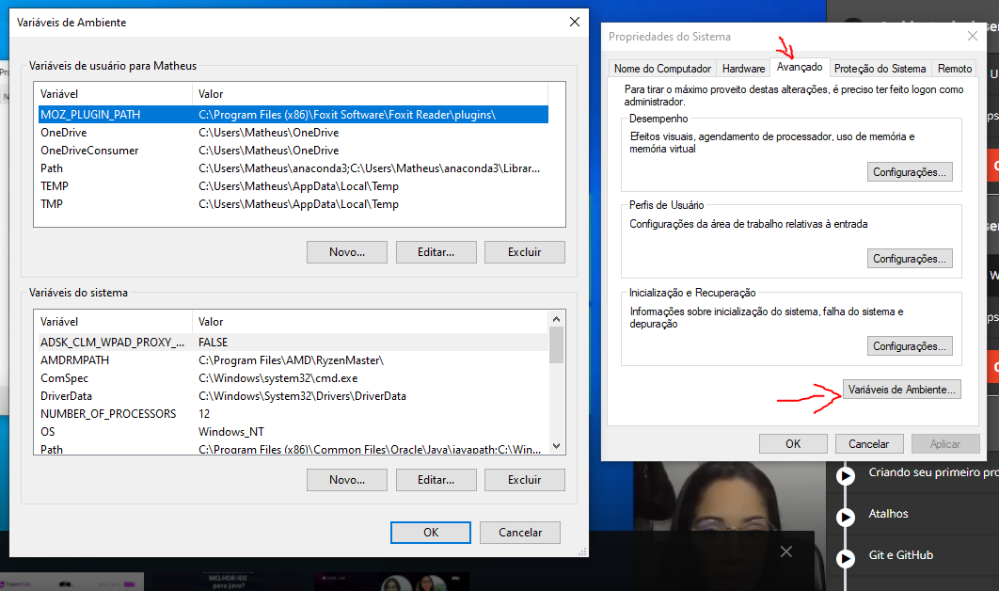 Variáveis de Ambiente
Variáveis de usuário para Matheus
Variável Valor
MOZ_PLUGIN_PATH C:\Program Files (x86)\Foxit Software\Foxit Reader\plugins\
OneDrive C:\Users\Matheus\OneDrive
OneDriveConsumer C:\Users\Matheus\OneDrive
Path C:\Users\Matheus\anaconda3;C:\Users\Matheus\anaconda3\Librar...
TEMP C:\Users\Matheus\AppData\Local\Temp
TMP C:\Users\Matheus\AppData\Local\Temp
Novo... Editar... Excluir
Variáveis do sistema
Variável Valor
ADSK_CLM_WPAD_PROXY_... FALSE
AMDRMPATH C:\Program Files\AMD\RyzenMaster\
ComSpec C:\Windows\system32\cmd.exe
DriverData C:\Windows\System32\Drivers\DriverData
NUMBER_OF_PROCESSORS 12
OS Windows_NT
Path C:\Program Files (x86)\Common Files\Oracle\Java\javapath;C:\Win...
Novo... Editar... Excluir
OK Cancelar
Propriedades do Sistema
Nome do Computador Hardware Avançado Proteção do Sistema Remoto
Para tirar o máximo proveito destas alterações, é preciso ter feito logon como
administrador.
Desempenho
Efeitos visuais, agendamento de processador, uso de memória e
memória virtual
Configurações...
Perfis de Usuário
Configurações da área de trabalho relativas à entrada
Configurações...
Inicialização e Recuperação
Informações sobre inicialização do sistema, falha do sistema e
depuração
Configurações...
Variáveis de Ambiente...
OK Cancelar Aplicar
Criando seu primeiro pro
Atalhos
Git e GitHub
MELHOR IDE
para Java?